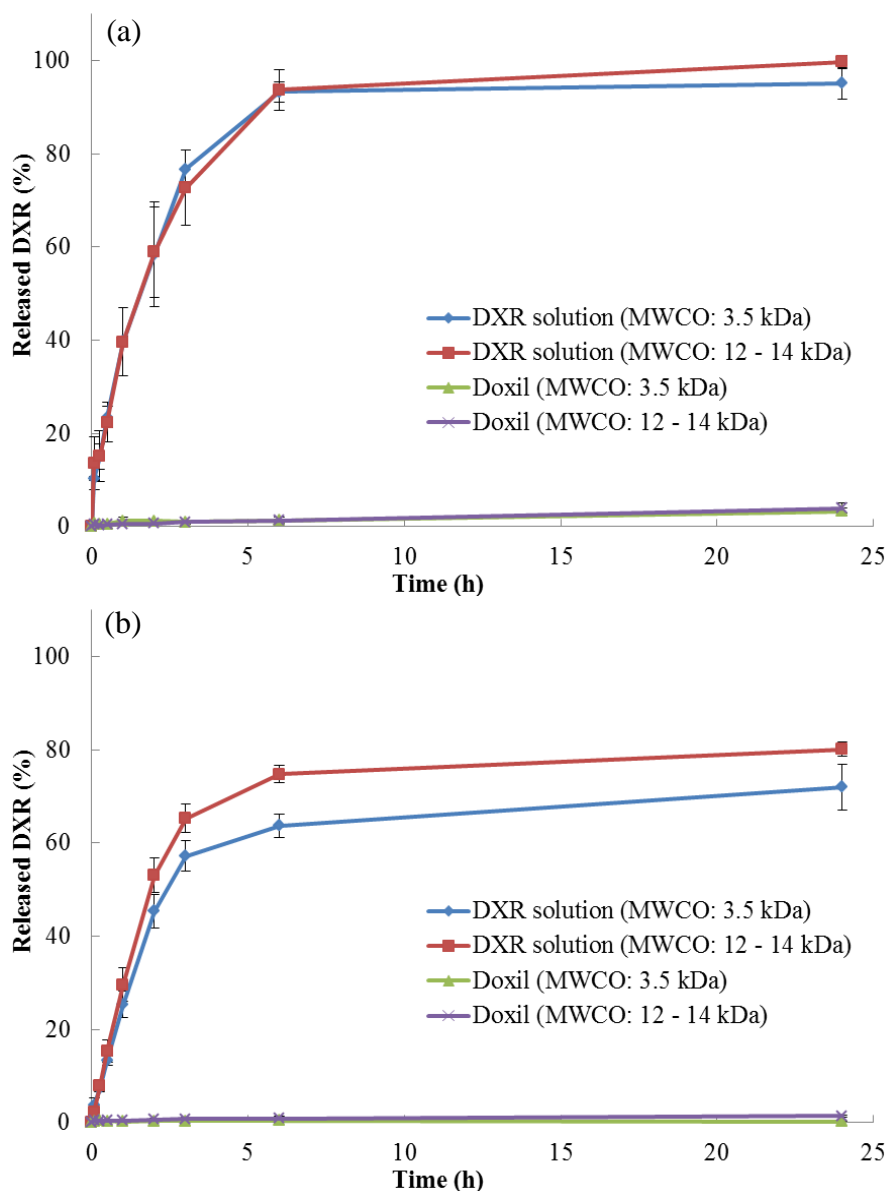 (a)
100
80
60
40
20
0
Released DXR (%)
DXR solution (MWCO: 3.5 kDa)
DXR solution (MWCO: 12 - 14 kDa)
Doxil (MWCO: 3.5 kDa)
Doxil (MWCO: 12 - 14 kDa)
0 5 10 15 20 25
Time (h)
(b)
100
80
60
40
20
0
Released DXR (%)
DXR solution (MWCO: 3.5 kDa)
DXR solution (MWCO: 12 - 14 kDa)
Doxil (MWCO: 3.5 kDa)
Doxil (MWCO: 12 - 14 kDa)
0 5 10 15 20 25
Time (h)